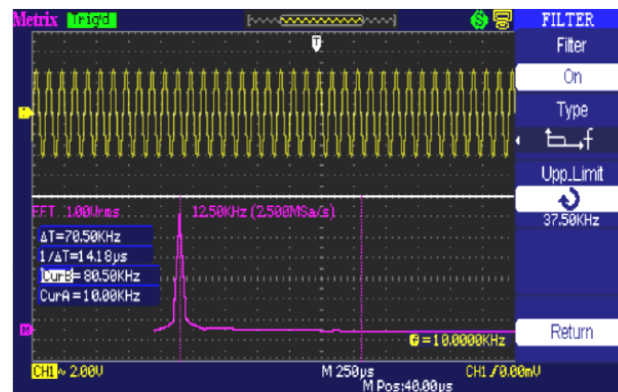 Metrix Trig'd
T
FILTER
Filter
On
Type
f
Upp_Limit
37.50KHz
Return
FFT 1.00Vrms 12.50KHz (2.500MSa/s)
ΔT=70.50KHz
1/ΔT=14.18μs
CurB= 80.50KHz
CurA = 10.00KHz
M
f = 10.0000KHz
CH1 ~ 2.00V M 250μs CH1 / 0.00mV
M Pos:40.00μs